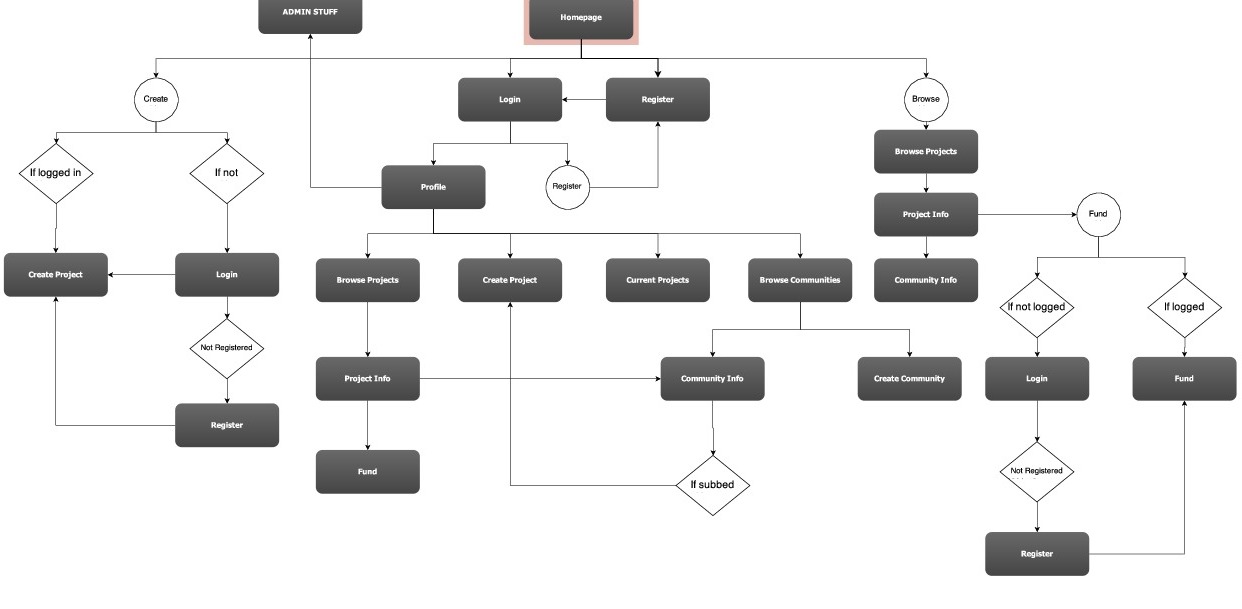 ADMIN STUFF
Homepage
Create
Login
Register
Browse
Browse Projects
If logged in
If not
Profile
Register
Project Info
Fund
Create Project
Login
Browse Projects
Create Project
Current Projects
Browse Communities
Community Info
If not logged
If logged
Not Registered
Project Info
Community Info
Create Community
Login
Fund
Register
Fund
If subbed
Not Registered
Register